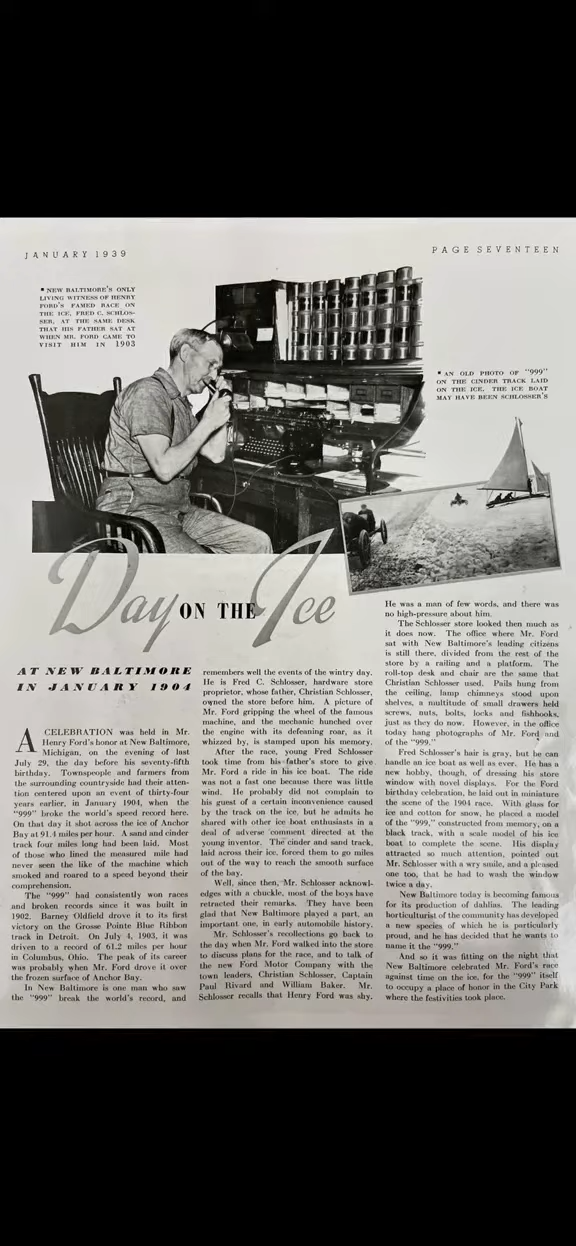 JANUARY 1939
PAGE SEVENTEEN
▪ NEW BALTIMORE'S ONLY
LIVING WITNESS OF HENRY
FORD'S FAMED RACE ON
THE ICE, FRED C. SCHLOS-
SER, AT THE SAME DESK
THAT HIS FATHER SAT AT
WHEN MR. FORD CAME TO
VISIT HIM IN 1903
▪ AN OLD PHOTO OF "999"
ON THE CINDER TRACK LAID
ON THE ICE. THE ICE BOAT
MAY HAVE BEEN SCHLOSSER'S
Day ON THE Ice
AT NEW BALTIMORE
IN JANUARY 1904
A CELEBRATION was held in Mr.
Henry Ford's honor at New Baltimore,
Michigan, on the evening of last
July 29, the day before his seventy-fifth
birthday. Townspeople and farmers from
the surrounding countryside had their atten-
tion centered upon an event of thirty-four
years earlier, in January 1904, when the
"999" broke the world's speed record here.
On that day it shot across the ice of Anchor
Bay at 91.4 miles per hour. A sand and cinder
track four miles long had been laid. Most
of those who lined the measured mile had
never seen the like of the machine which
smoked and roared to a speed beyond their
comprehension.
The "999" had consistently won races
and broken records since it was built in
1902. Barney Oldfield drove it to its first
victory on the Grosse Pointe Blue Ribbon
track in Detroit. On July 4, 1903, it was
driven to a record of 61.2 miles per hour
in Columbus, Ohio. The peak of its career
was probably when Mr. Ford drove it over
the frozen surface of Anchor Bay.
In New Baltimore is one man who saw
the "999" break the world's record, and
remembers well the events of the wintry day.
He is Fred C. Schlosser, hardware store
proprietor, whose father, Christian Schlosser,
owned the store before him. A picture of
Mr. Ford gripping the wheel of the famous
machine, and the mechanic hunched over
the engine with its defeaning roar, as it
whizzed by, is stamped upon his memory.
After the race, young Fred Schlosser
took time from his father's store to give
Mr. Ford a ride in his ice boat. The ride
was not a fast one because there was little
wind. He probably did not complain to
his guest of a certain inconvenience caused
by the track on the ice, but he admits he
shared with other ice boat enthusiasts in a
deal of adverse comment directed at the
young inventor. The cinder and sand track,
laid across their ice, forced them to go miles
out of the way to reach the smooth surface
of the bay.
Well, since then, Mr. Schlosser acknowl-
edges with a chuckle, most of the boys have
retracted their remarks. They have been
glad that New Baltimore played a part, an
important one, in early automobile history.
Mr. Schlosser's recollections go back to
the day when Mr. Ford walked into the store
to discuss plans for the race, and to talk of
the new Ford Motor Company with the
town leaders, Christian Schlosser, Captain
Paul Rivard and William Baker. Mr.
Schlosser recalls that Henry Ford was shy.
He was a man of few words, and there was
no high-pressure about him.
The Schlosser store looked then much as
it does now. The office where Mr. Ford
sat with New Baltimore's leading citizens
is still there, divided from the rest of the
store by a railing and a platform. The
roll-top desk and chair are the same that
Christian Schlosser used. Pails hung from
the ceiling, lamp chimneys stood upon
shelves, a multitude of small drawers held
screws, nuts, bolts, locks and fishhooks,
just as they do now. However, in the office
today hang photographs of Mr. Ford and
of the "999."
Fred Schlosser's hair is gray, but he can
handle an ice boat as well as ever. He has a
new hobby, though, of dressing his store
window with novel displays. For the Ford
birthday celebration, he laid out in miniature
the scene of the 1904 race. With glass for
ice and cotton for snow, he placed a model
of the "999," constructed from memory, on a
black track, with a scale model of his ice
boat to complete the scene. His display
attracted so much attention, pointed out
Mr. Schlosser with a wry smile, and a pleased
one too, that he had to wash the window
twice a day.
New Baltimore today is becoming famous
for its production of dahlias. The leading
horticulturist of the community has developed
a new species of which he is particularly
proud, and he has decided that he wants to
name it the "999."
And so it was fitting on the night that
New Baltimore celebrated Mr. Ford's race
against time on the ice, for the "999" itself
to occupy a place of honor in the City Park
where the festivities took place.